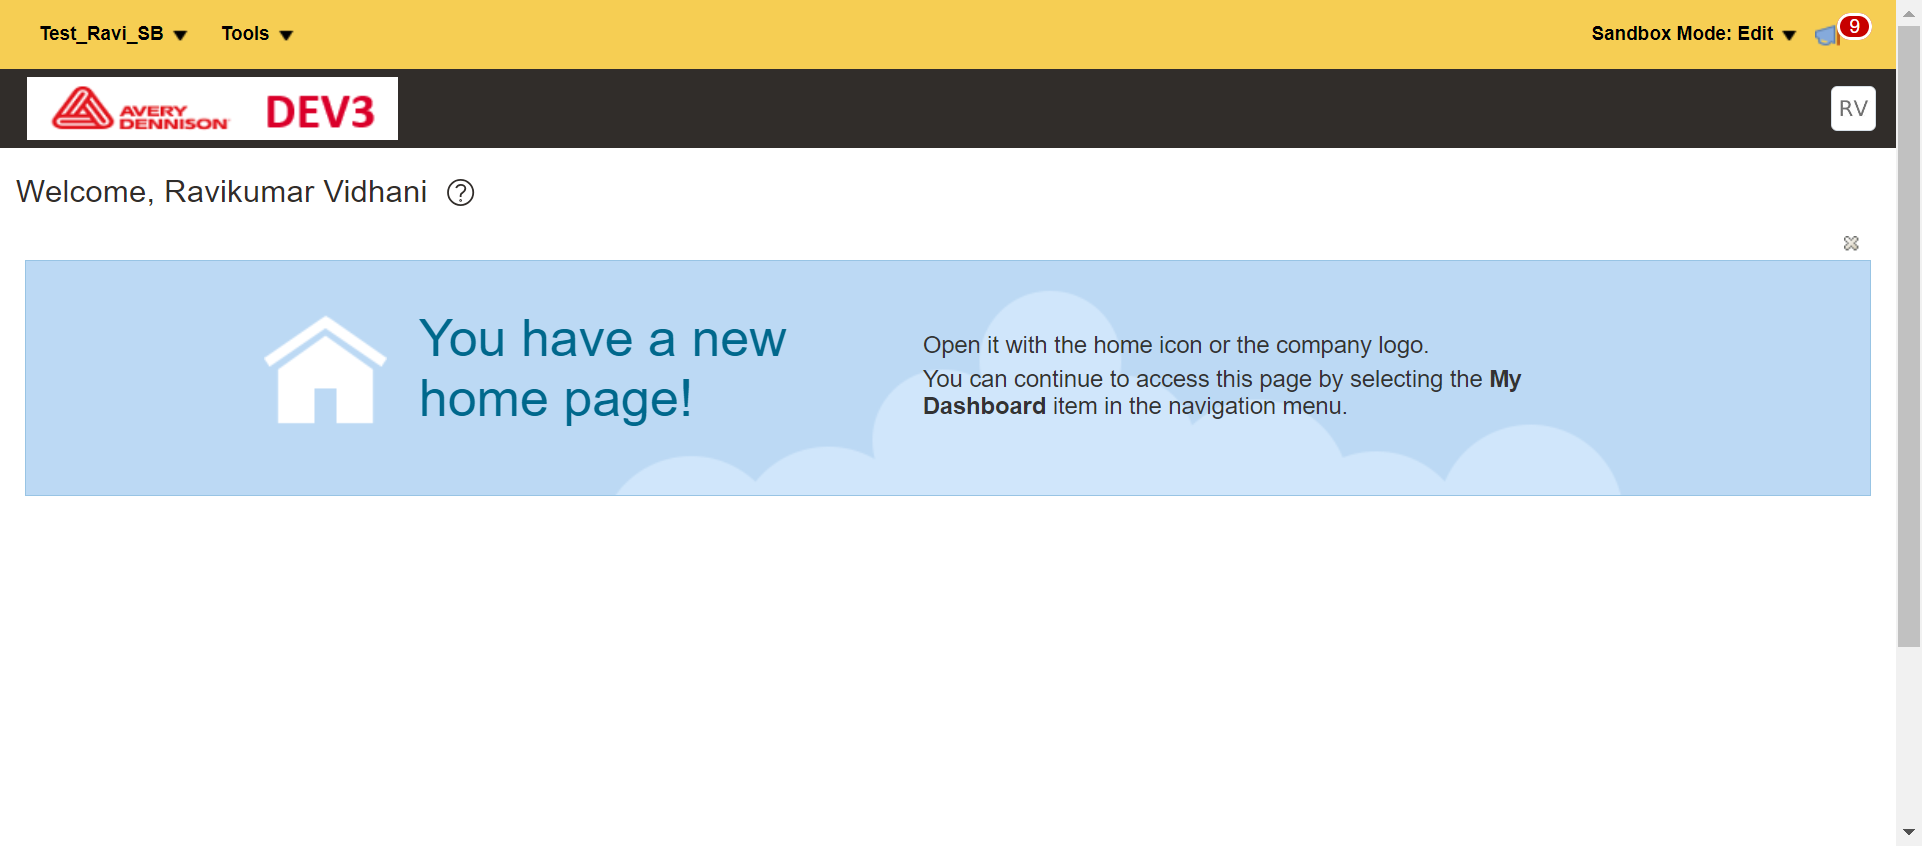 Test_Ravi_SB
Tools
Sandbox Mode: Edit
9
AVERY
DENNISON
DEV3
RV
Welcome, Ravikumar Vidhani
?
You have a new
home page!
Open it with the home icon or the company logo.
You can continue to access this page by selecting the My
Dashboard item in the navigation menu.